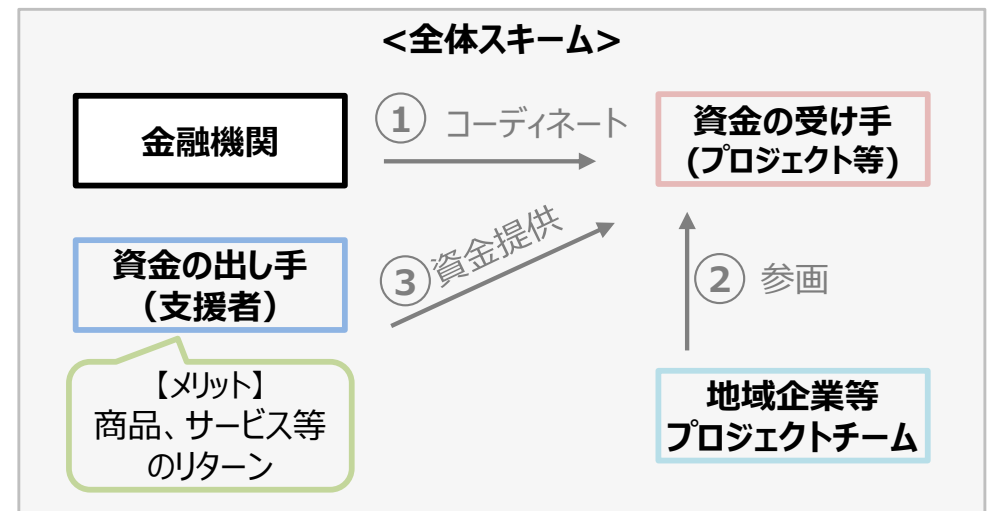 <全体スキーム>
金融機関
① コーディネート
資金の受け手
(プロジェクト等)
資金の出し手
(支援者)
③資金提供
② 参画
【メリット】
商品、サービス等
のリターン
地域企業等
プロジェクトチーム